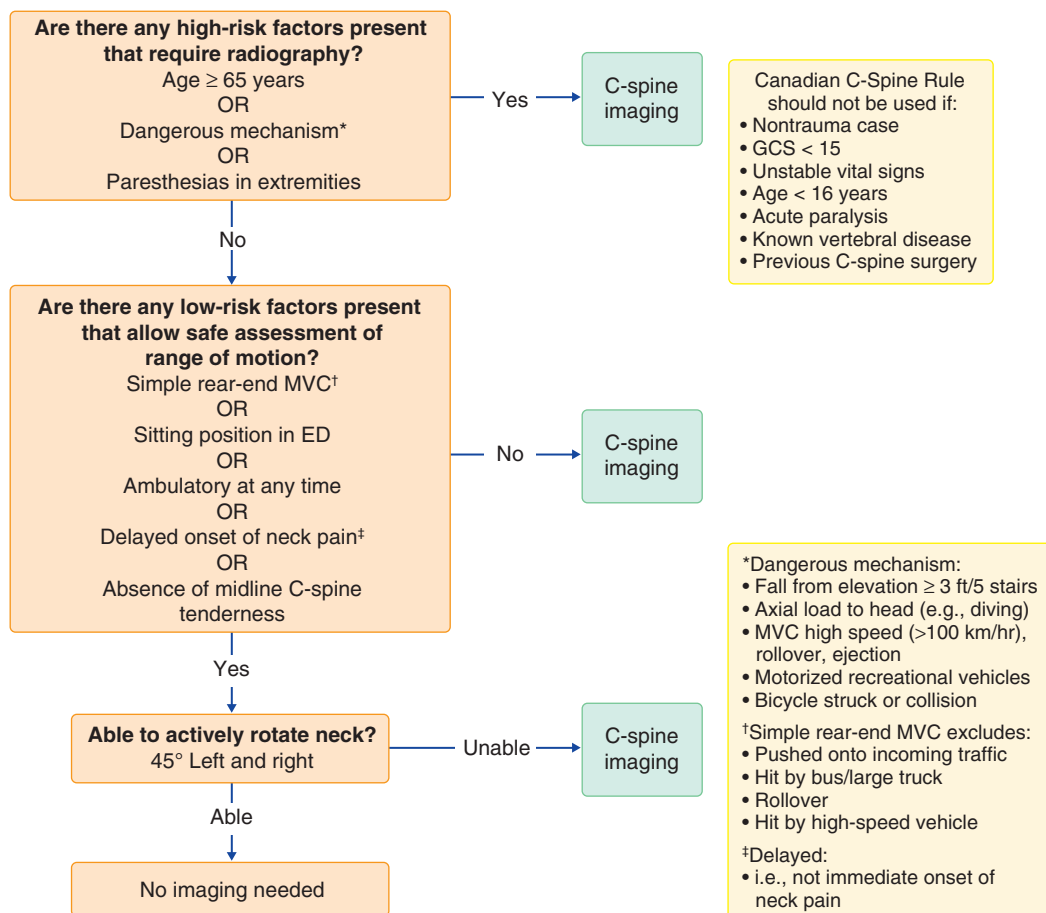 Are there any high-risk factors present
that require radiography?
Age ≥ 65 years
OR
Dangerous mechanism*
OR
Paresthesias in extremities
Yes
C-spine
imaging
Canadian C-Spine Rule
should not be used if:
• Nontrauma case
• GCS < 15
• Unstable vital signs
• Age < 16 years
• Acute paralysis
• Known vertebral disease
• Previous C-spine surgery
No
Are there any low-risk factors present
that allow safe assessment of
range of motion?
Simple rear-end MVC†
OR
Sitting position in ED
OR
Ambulatory at any time
OR
Delayed onset of neck pain‡
OR
Absence of midline C-spine
tenderness
No
C-spine
imaging
Yes
Able to actively rotate neck?
45° Left and right
Unable
C-spine
imaging
Able
No imaging needed
*Dangerous mechanism:
• Fall from elevation ≥ 3 ft/5 stairs
• Axial load to head (e.g., diving)
• MVC high speed (>100 km/hr),
rollover, ejection
• Motorized recreational vehicles
• Bicycle struck or collision
†Simple rear-end MVC excludes:
• Pushed onto incoming traffic
• Hit by bus/large truck
• Rollover
• Hit by high-speed vehicle
‡Delayed:
• i.e., not immediate onset of
neck pain